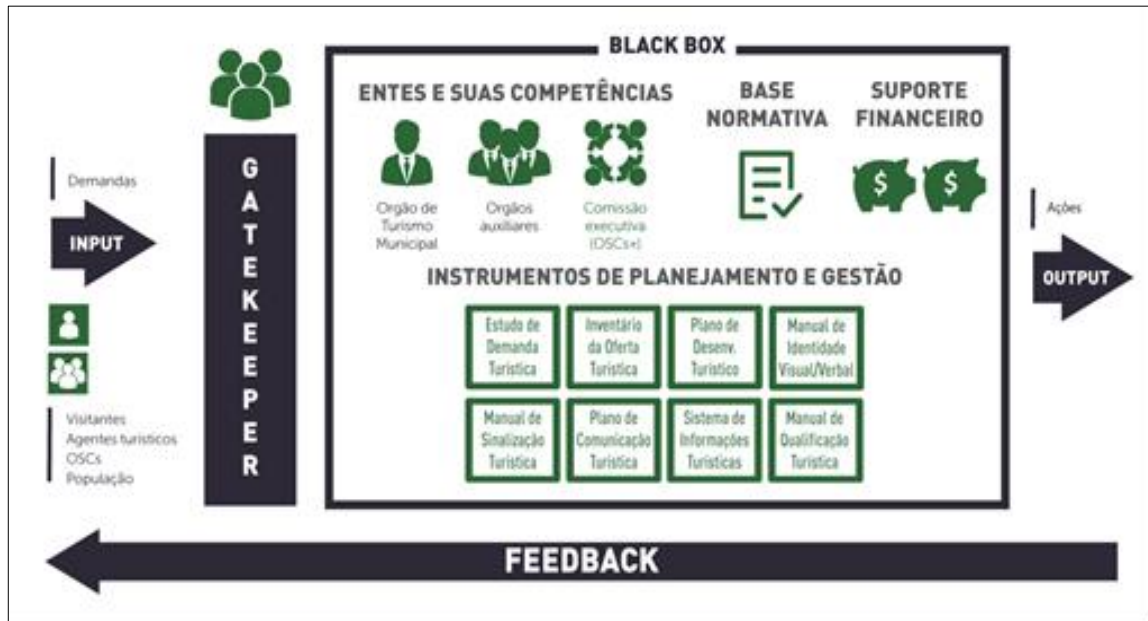 BLACK BOX
ENTES E SUAS COMPETÊNCIAS
BASE
NORMATIVA
SUPORTE
FINANCEIRO
$
$
Orgão de
Turismo
Municipal
Orgãos
auxiliares
Comissão
executiva
(OSCs+)
Demandas
INPUT
Visitantes
Agentes turísticos
OSCs
População
GATEKEEPER
INSTRUMENTOS DE PLANEJAMENTO E GESTÃO
Estudo de
Demanda
Turística
Inventário
da Oferta
Turística
Plano de
Desenv.
Turístico
Manual de
Identidade
Visual/Verbal
Manual de
Sinalização
Turística
Plano de
Comunicação
Turística
Sistema de
Informações
Turísticas
Manual de
Qualificação
Turística
Ações
OUTPUT
FEEDBACK